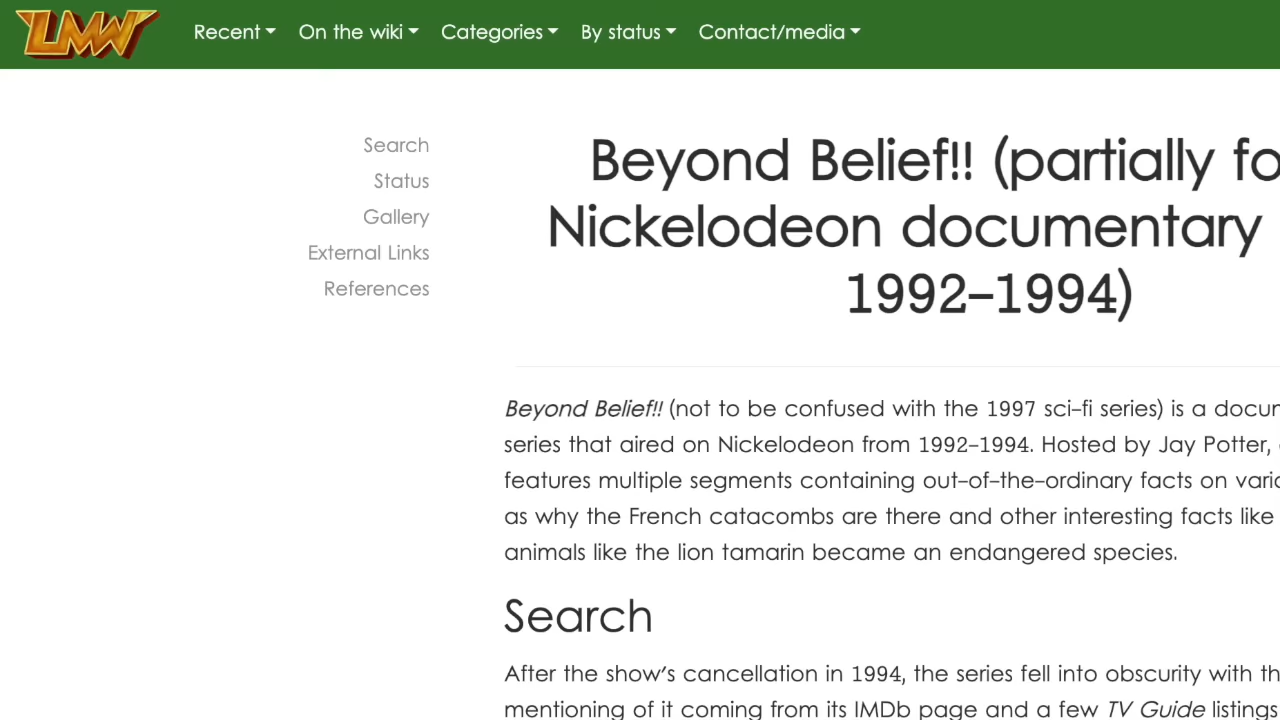 LMW
Recent
On the wiki
Categories
By status
Contact/media
Search
Status
Gallery
External Links
References
Beyond Belief!! (partially fo
Nickelodeon documentary
1992-1994)
Beyond Belief!! (not to be confused with the 1997 sci-fi series) is a docum
series that aired on Nickelodeon from 1992-1994. Hosted by Jay Potter,
features multiple segments containing out-of-the-ordinary facts on vario
as why the French catacombs are there and other interesting facts like
animals like the lion tamarin became an endangered species.
Search
After the show's cancellation in 1994, the series fell into obscurity with th
mentioning of it coming from its IMDb page and a few TV Guide listings